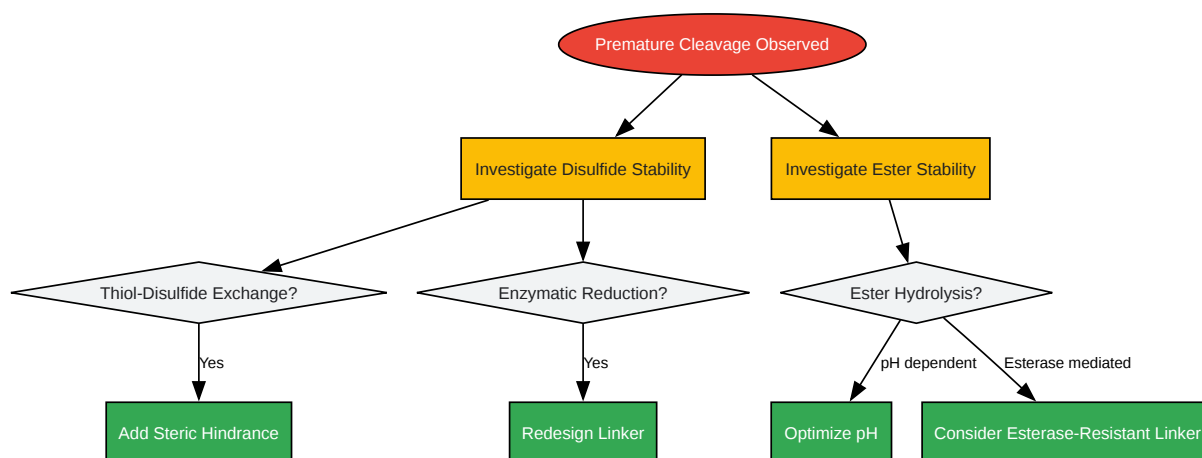 Premature Cleavage Observed
Investigate Disulfide Stability
Investigate Ester Stability
Thiol-Disulfide Exchange?
Enzymatic Reduction?
Ester Hydrolysis?
Yes
Yes
pH dependent
Esterase mediated
Add Steric Hindrance
Redesign Linker
Optimize pH
Consider Esterase-Resistant Linker